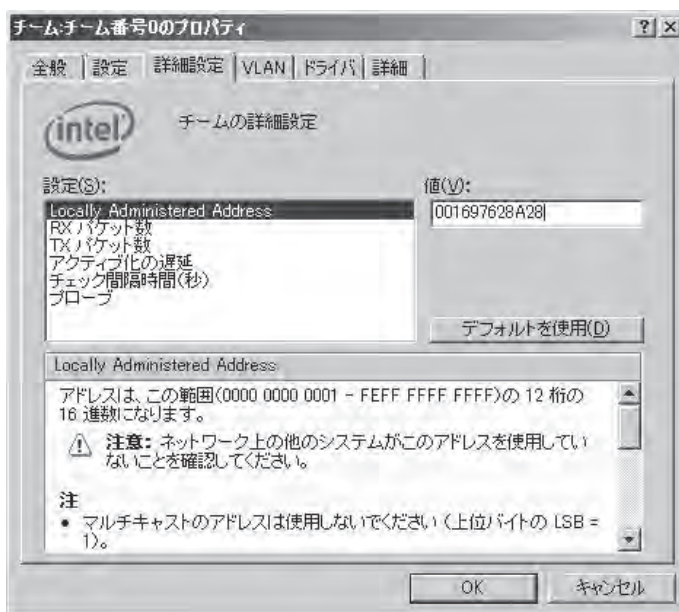 チーム:チーム番号0のプロパティ
全般 設定 詳細設定 VLAN ドライバ 詳細
intel
チームの詳細設定
設定(S):
値(V):
Locally Administered Address
RX パケット数
TX パケット数
アクティブ化の遅延
チェック間隔時間(秒)
プローブ
001697628A28
デフォルトを使用(D)
Locally Administered Address
アドレスは、この範囲(0000 0000 0001 - FEFF FFFF FFFF)の 12 桁の
16 進数になります。
注意: ネットワーク上の他のシステムがこのアドレスを使用してい
ないことを確認してください。
注
• マルチキャストのアドレスは使用しないでください (上位バイトの LSB =
1)。
OK キャンセル